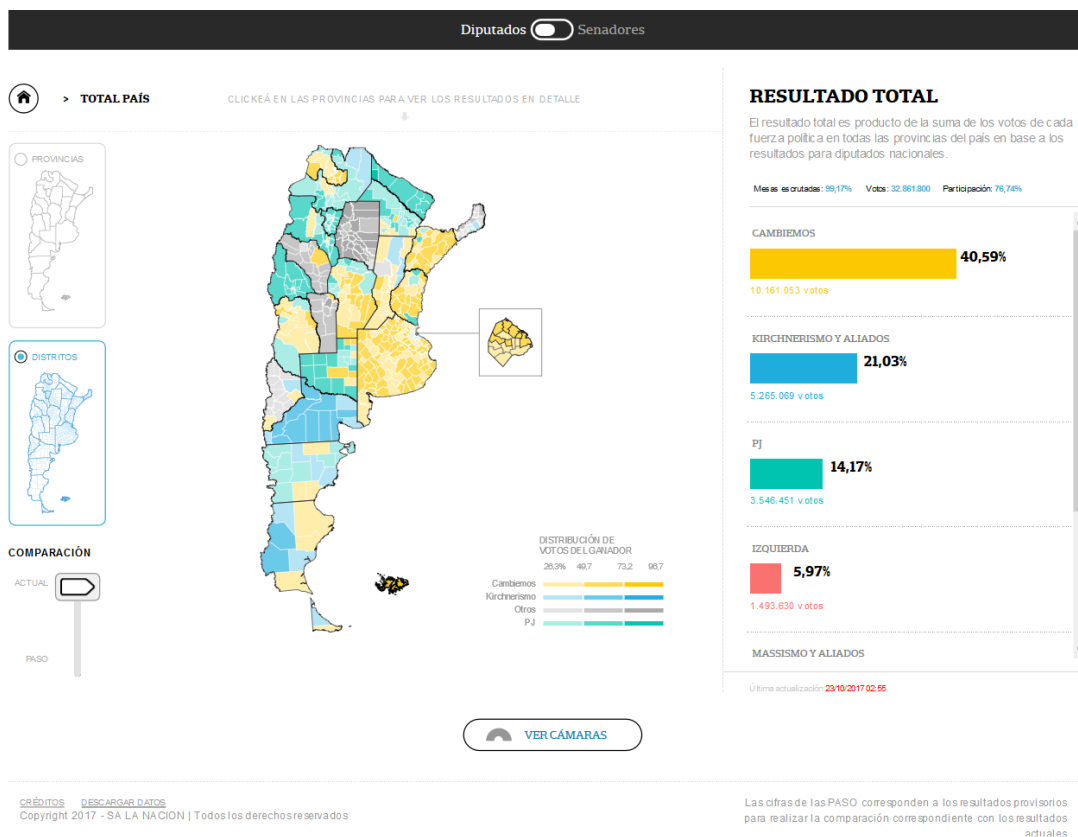 Diputados Senadores
> TOTAL PAÍS
CLICKEÁ EN LAS PROVINCIAS PARA VER LOS RESULTADOS EN DETALLE
PROVINCIAS
DISTRITOS
COMPARACIÓN
ACTUAL
PASO
DISTRIBUCIÓN DE
VOTOS DEL GANADOR
26,3% 49,7 73,2 96,7
Cambiemos
Kirchnerismo
Otros
PJ
RESULTADO TOTAL
El resultado total es producto de la suma de los votos de cada
fuerza política en todas las provincias del país en base a los
resultados para diputados nacionales.
Mesas escrutadas: 99,17% Votos: 32.861.800 Participación: 76,74%
CAMBIEMOS
40,59%
10.161.053 votos
KIRCHNERISMO Y ALIADOS
21,03%
5.265.069 votos
PJ
14,17%
3.546.451 votos
IZQUIERDA
5,97%
1.493.630 votos
MASSISMO Y ALIADOS
Última actualización: 23/10/2017 02:55
VER CÁMARAS
CRÉDITOS DESCARGAR DATOS
Copyright 2017 - SA LA NACION | Todos los derechos reservados
Las cifras de las PASO corresponden a los resultados provisorios
para realizar la comparación correspondiente con los resultados
actuales